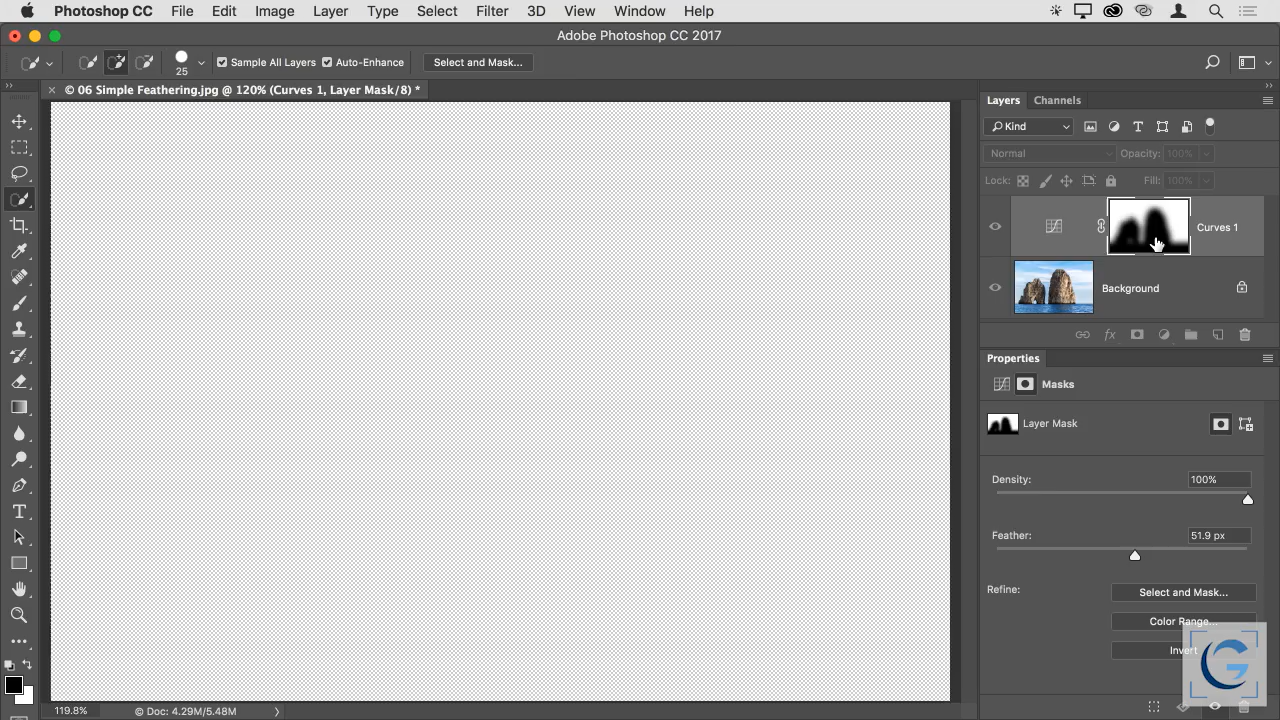 Photoshop CC File Edit Image Layer Type Select Filter 3D View Window Help
Adobe Photoshop CC 2017
25 Sample All Layers Auto-Enhance Select and Mask...
× © 06 Simple Feathering.jpg @ 120% (Curves 1, Layer Mask/8) *
Layers Channels
Kind
Normal Opacity: 100%
Lock: Fill: 100%
Curves 1
Background
fx
Properties
Masks
Layer Mask
Density: 100%
Feather: 51.9 px
Refine: Select and Mask...
Color Range...
Invert
G
119.8% © Doc: 4.29M/5.48M